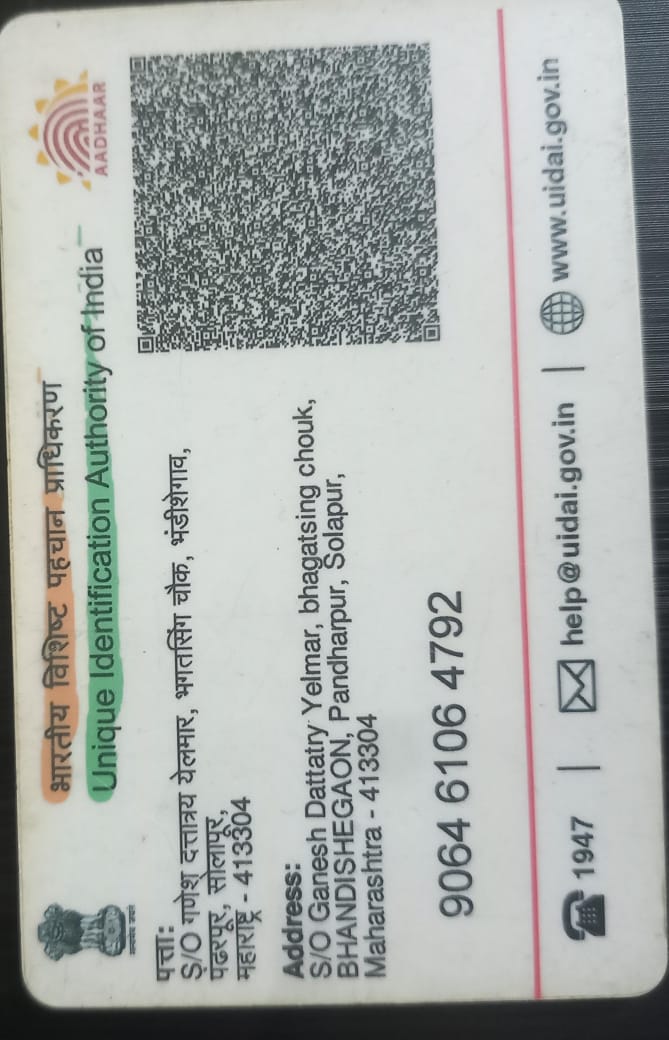 भारतीय विशिष्ट पहचान प्राधिकरण
Unique Identification Authority of India
AADHAAR
सत्यमेव जयते
पत्ता:
S/O गणेश दत्तात्रय येलमार, भगतसिंग चौक, भंडीशेगाव,
पंढरपूर, सोलापूर,
महाराष्ट्र - 413304
Address:
S/O Ganesh Dattatry Yelmar, bhagatsing chouk,
BHANDISHEGAON, Pandharpur, Solapur,
Maharashtra - 413304
9064 6106 4792
1947 | help@uidai.gov.in | www.uidai.gov.in